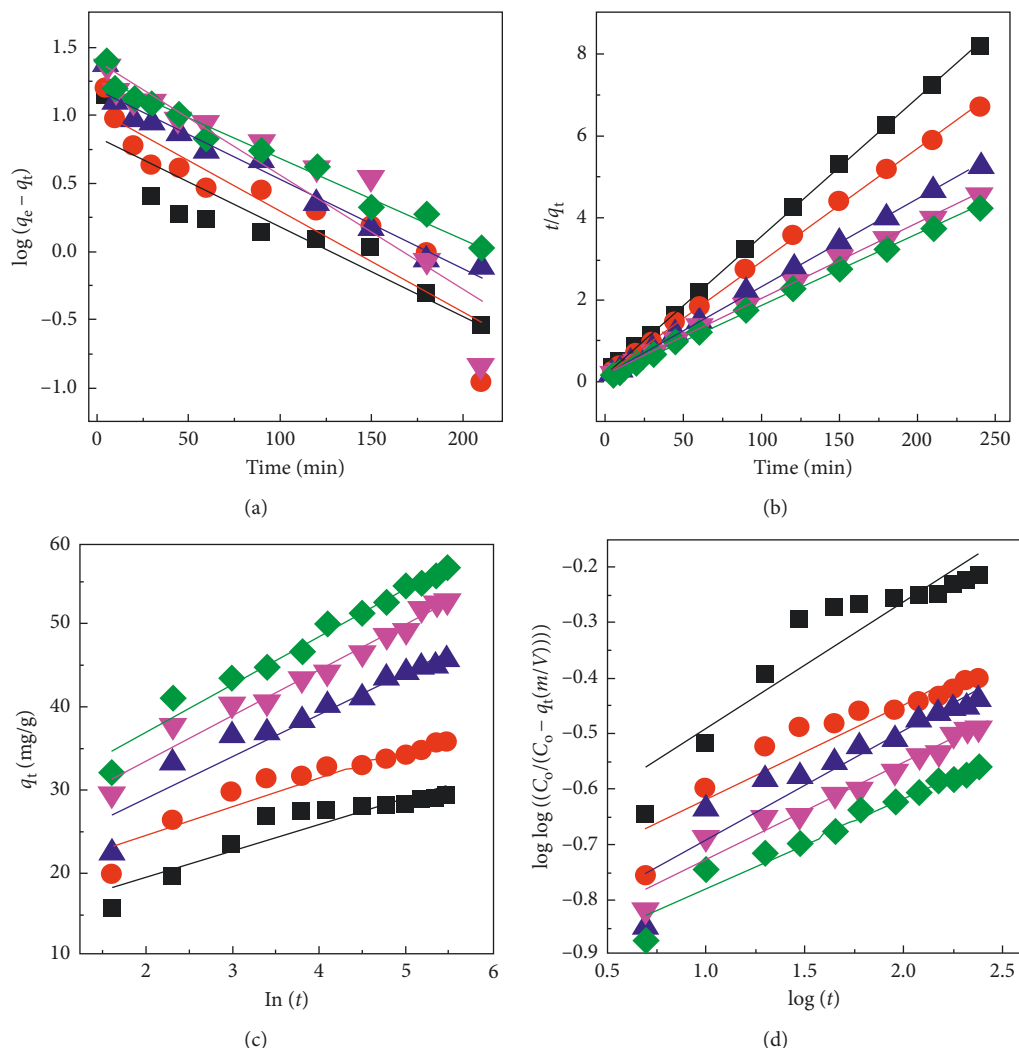 1.5
1.0
0.5
0.0
−0.5
−1.0
log (qe − qt)
0 50 100 150 200
Time (min)
(a)
8
6
4
2
0
t/qt
0 50 100 150 200 250
Time (min)
(b)
60
50
40
30
20
10
qt (mg/g)
2 3 4 5 6
In (t)
(c)
−0.2
−0.3
−0.4
−0.5
−0.6
−0.7
−0.8
−0.9
log log ((Co/(Co − qt(m/V))))
0.5 1.0 1.5 2.0 2.5
log (t)
(d)